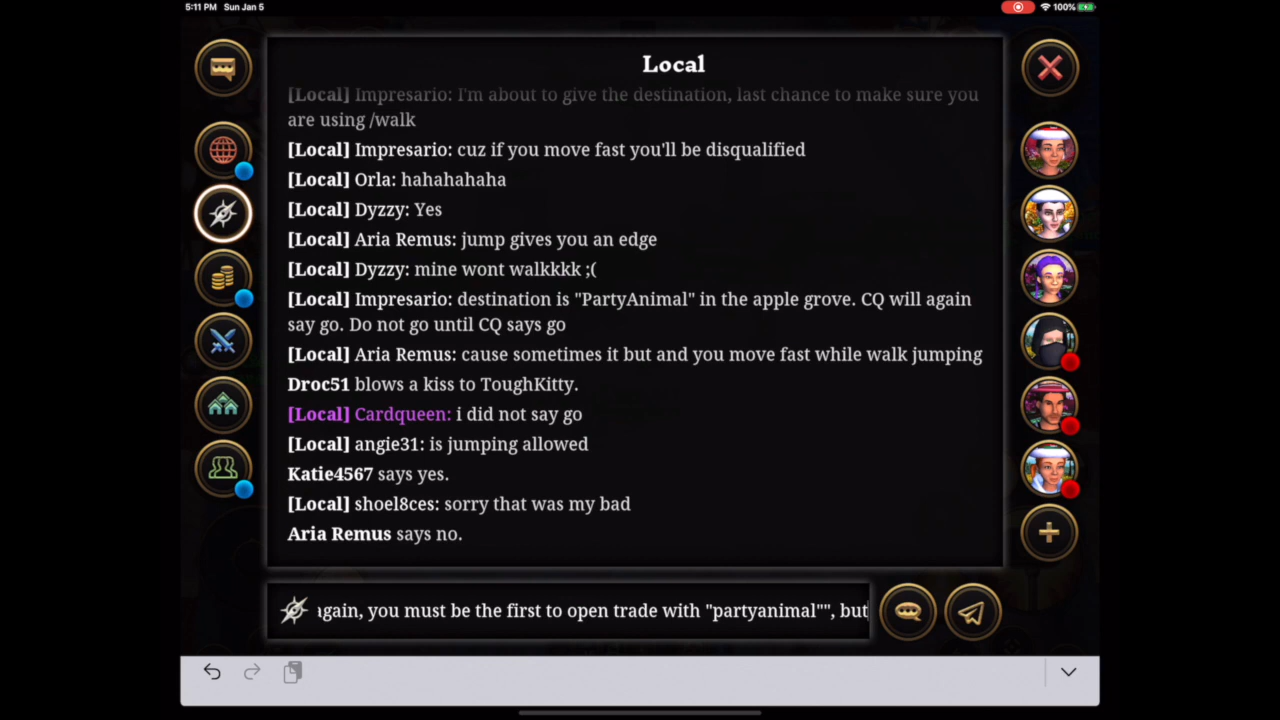 5:11 PM Sun Jan 5
100%
Local
[Local] Impresario: I'm about to give the destination, last chance to make sure you
are using /walk
[Local] Impresario: cuz if you move fast you'll be disqualified
[Local] Orla: hahahahaha
[Local] Dyzzy: Yes
[Local] Aria Remus: jump gives you an edge
[Local] Dyzzy: mine wont walkkkk ;(
[Local] Impresario: destination is "PartyAnimal" in the apple grove. CQ will again
say go. Do not go until CQ says go
[Local] Aria Remus: cause sometimes it but and you move fast while walk jumping
Droc51 blows a kiss to ToughKitty.
[Local] Cardqueen: i did not say go
[Local] angie31: is jumping allowed
Katie4567 says yes.
[Local] shoel8ces: sorry that was my bad
Aria Remus says no.
again, you must be the first to open trade with "partyanimal"", but